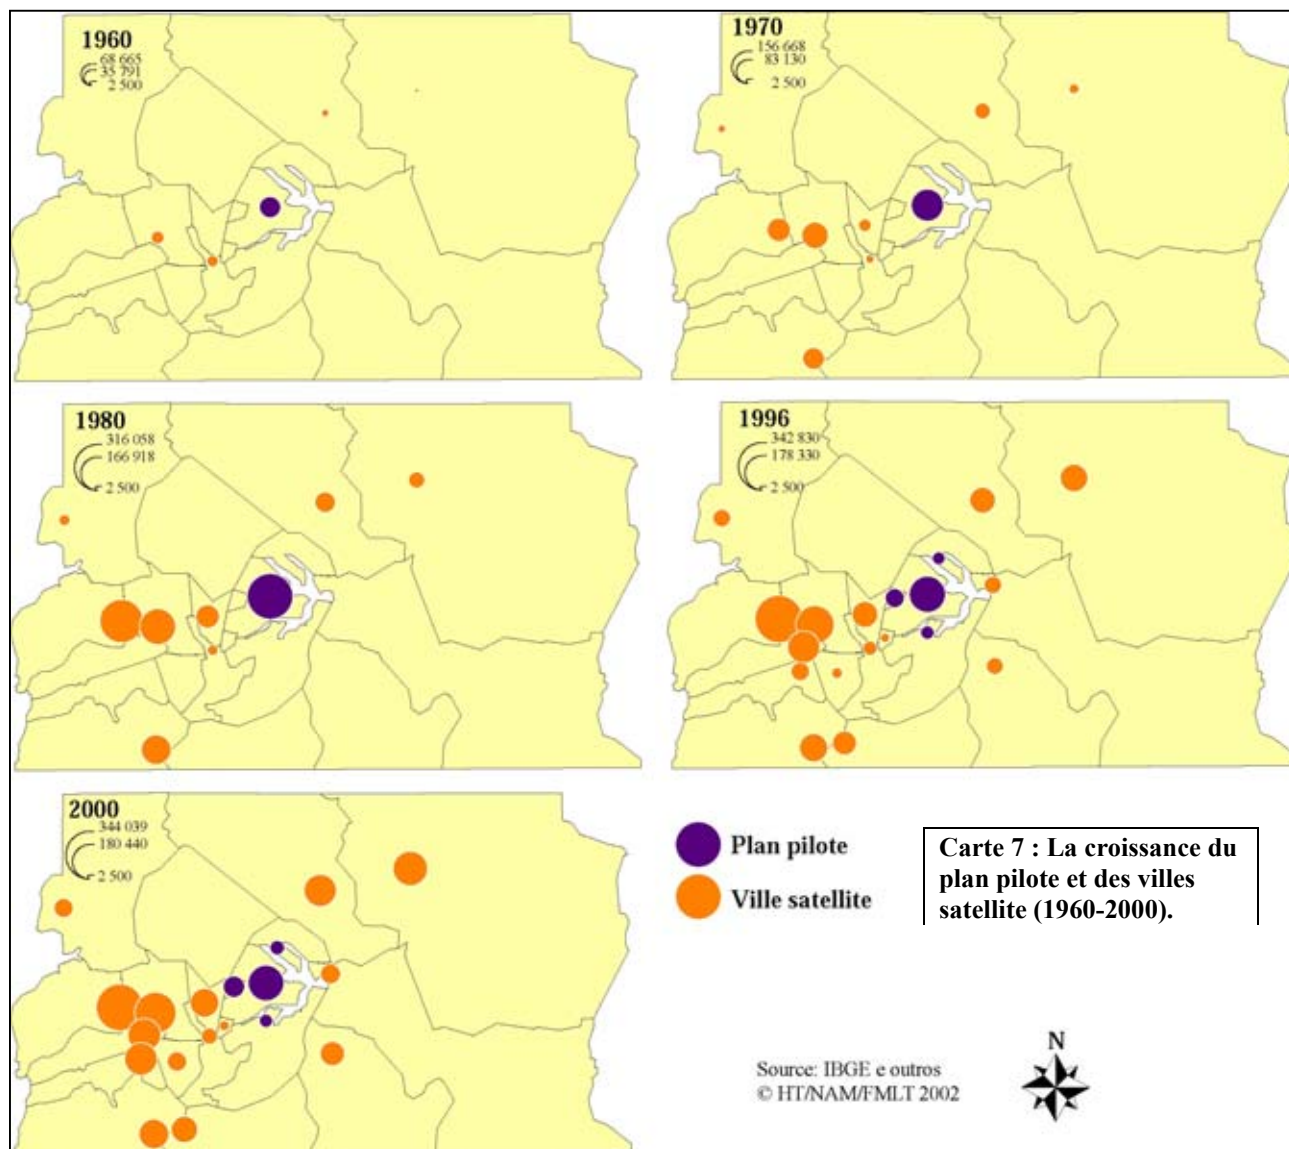 1960
68 665
35 791
2 500
1970
156 668
83 130
2 500
1980
316 058
166 918
2 500
1996
342 830
178 330
2 500
2000
344 039
180 440
2 500
Plan pilote
Ville satellite
Carte 7 : La croissance du
plan pilote et des villes
satellite (1960-2000).
Source: IBGE e outros
© HT/NAM/FMLT 2002
N